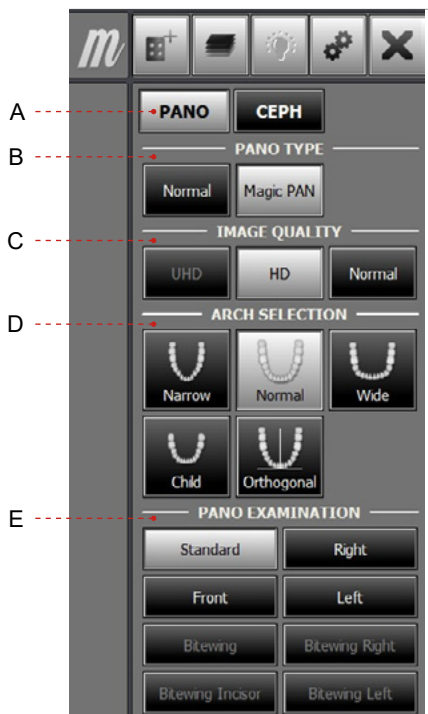 m
A PANO CEPH
B PANO TYPE
Normal Magic PAN
C IMAGE QUALITY
UHD HD Normal
D ARCH SELECTION
Narrow Normal Wide
Child Orthogonal
E PANO EXAMINATION
Standard Right
Front Left
Bitewing Bitewing Right
Bitewing Incisor Bitewing Left